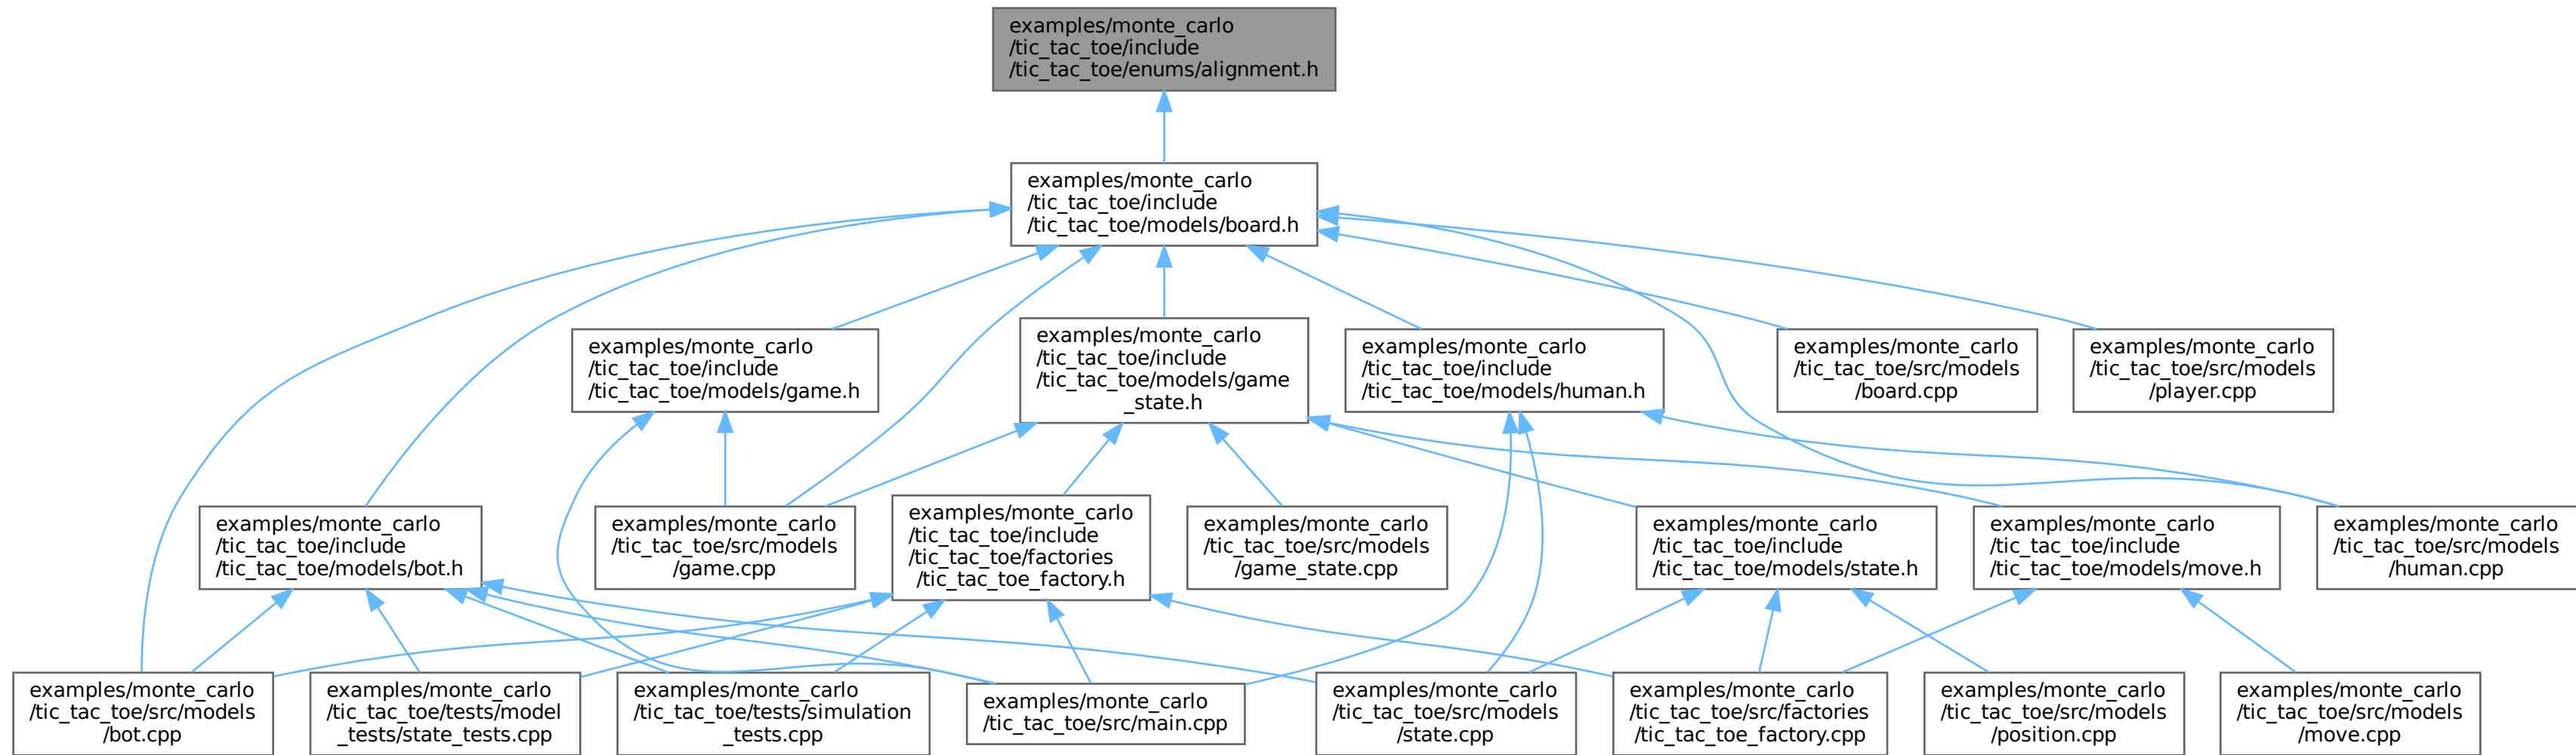 examples/monte_carlo
/tic_tac_toe/include
/tic_tac_toe/enums/alignment.h
examples/monte_carlo
/tic_tac_toe/include
/tic_tac_toe/models/board.h
examples/monte_carlo
/tic_tac_toe/include
/tic_tac_toe/models/game.h
examples/monte_carlo
/tic_tac_toe/include
/tic_tac_toe/models/game
_state.h
examples/monte_carlo
/tic_tac_toe/include
/tic_tac_toe/models/human.h
examples/monte_carlo
/tic_tac_toe/src/models
/board.cpp
examples/monte_carlo
/tic_tac_toe/src/models
/player.cpp
examples/monte_carlo
/tic_tac_toe/include
/tic_tac_toe/models/bot.h
examples/monte_carlo
/tic_tac_toe/src/models
/game.cpp
examples/monte_carlo
/tic_tac_toe/include
/tic_tac_toe/factories
/tic_tac_toe_factory.h
examples/monte_carlo
/tic_tac_toe/src/models
/game_state.cpp
examples/monte_carlo
/tic_tac_toe/include
/tic_tac_toe/models/state.h
examples/monte_carlo
/tic_tac_toe/include
/tic_tac_toe/models/move.h
examples/monte_carlo
/tic_tac_toe/src/models
/human.cpp
examples/monte_carlo
/tic_tac_toe/src/models
/bot.cpp
examples/monte_carlo
/tic_tac_toe/tests/model
_tests/state_tests.cpp
examples/monte_carlo
/tic_tac_toe/tests/simulation
_tests.cpp
examples/monte_carlo
/tic_tac_toe/src/main.cpp
examples/monte_carlo
/tic_tac_toe/src/models
/state.cpp
examples/monte_carlo
/tic_tac_toe/src/factories
/tic_tac_toe_factory.cpp
examples/monte_carlo
/tic_tac_toe/src/models
/position.cpp
examples/monte_carlo
/tic_tac_toe/src/models
/move.cpp